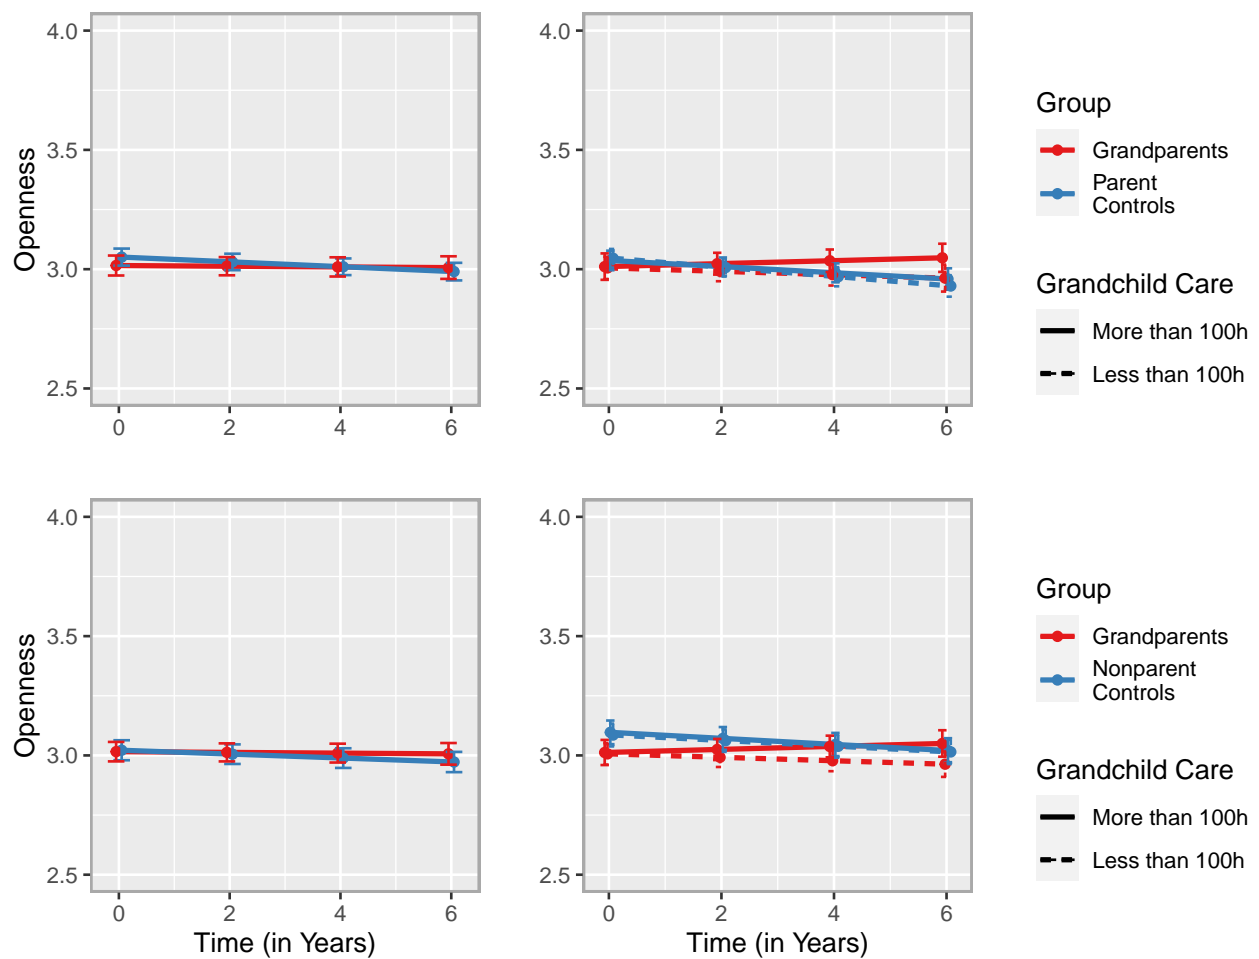 4.0
3.5
3.0
2.5
Openness
0 2 4 6
4.0
3.5
3.0
2.5
0 2 4 6
Group
Grandparents
Parent
Controls
Grandchild Care
More than 100h
Less than 100h
4.0
3.5
3.0
2.5
Openness
0 2 4 6
Time (in Years)
4.0
3.5
3.0
2.5
0 2 4 6
Time (in Years)
Group
Grandparents
Nonparent
Controls
Grandchild Care
More than 100h
Less than 100h